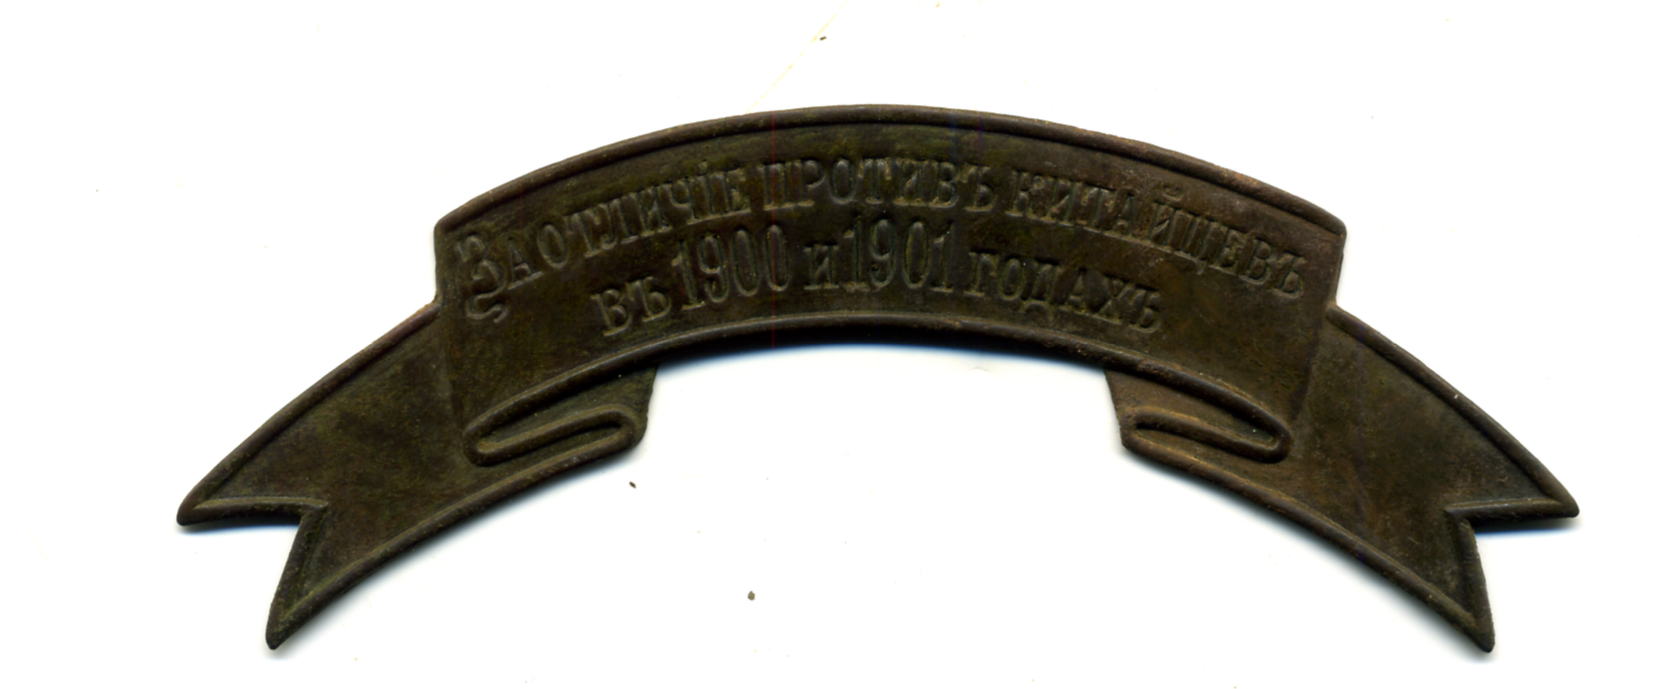 За отличіе противъ китайцевъ
въ 1900 и 1901 годахъ